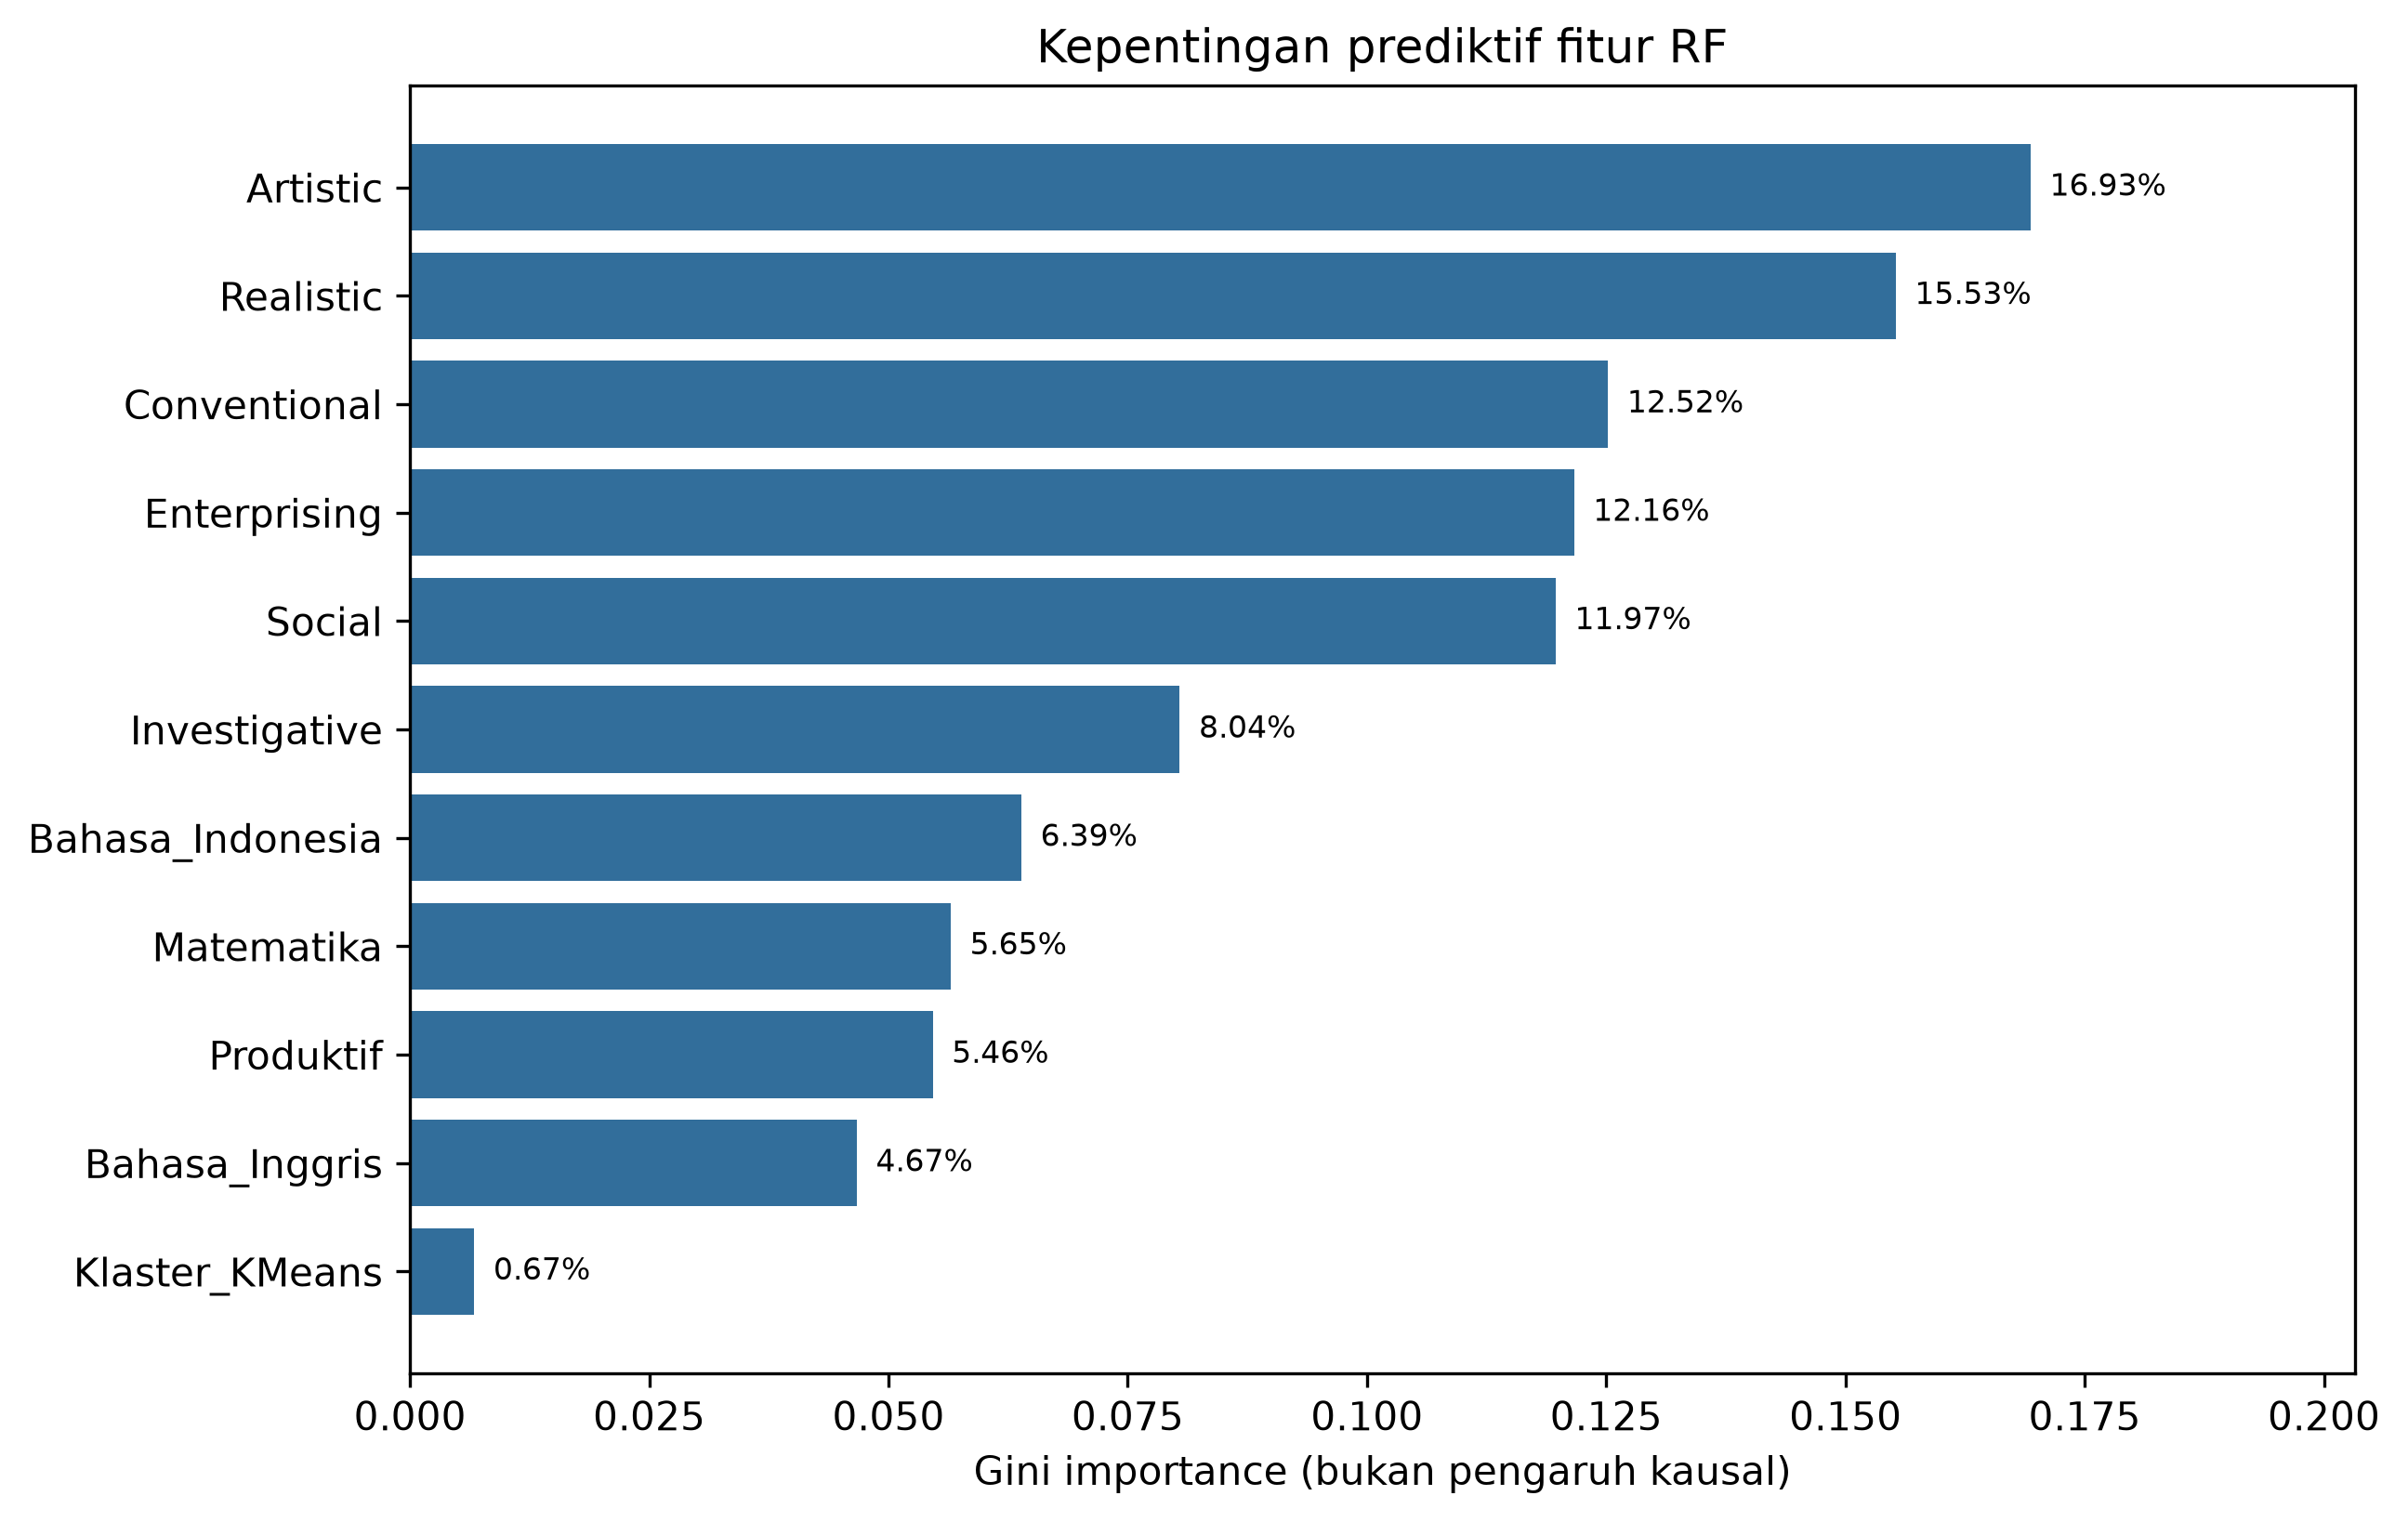 Kepentingan prediktif fitur RF
Artistic 16.93%
Realistic 15.53%
Conventional 12.52%
Enterprising 12.16%
Social 11.97%
Investigative 8.04%
Bahasa_Indonesia 6.39%
Matematika 5.65%
Produktif 5.46%
Bahasa_Inggris 4.67%
Klaster_KMeans 0.67%
0.000 0.025 0.050 0.075 0.100 0.125 0.150 0.175 0.200
Gini importance (bukan pengaruh kausal)